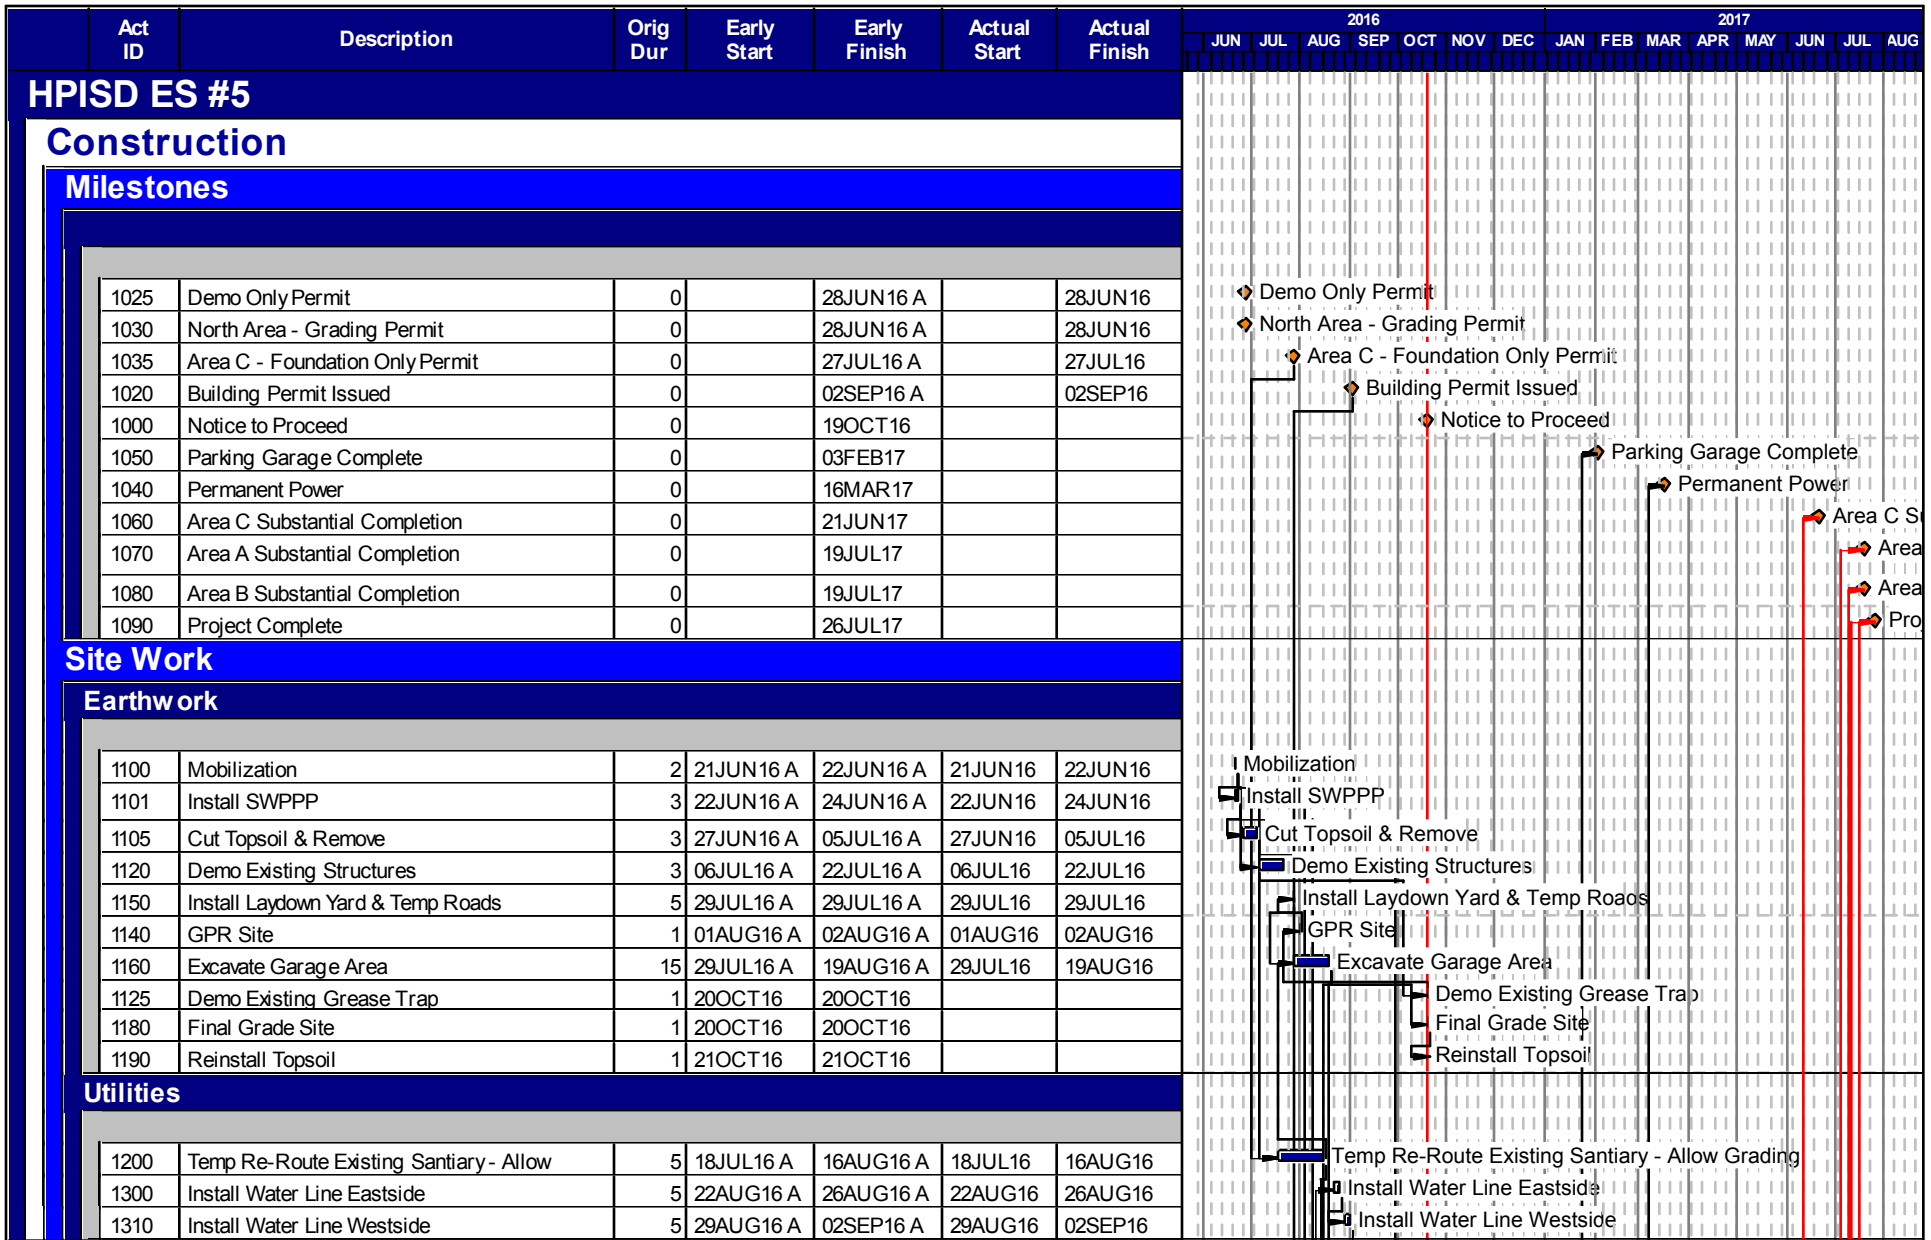 Act ID Description Orig Dur Early Start Early Finish Actual Start Actual Finish 2016 2017
JUN JUL AUG SEP OCT NOV DEC JAN FEB MAR APR MAY JUN JUL AUG
HPISD ES #5
Construction
Milestones
1025 Demo Only Permit 0 28JUN16 A 28JUN16 Demo Only Permit
1030 North Area - Grading Permit 0 28JUN16 A 28JUN16 North Area - Grading Permit
1035 Area C - Foundation Only Permit 0 27JUL16 A 27JUL16 Area C - Foundation Only Permit
1020 Building Permit Issued 0 02SEP16 A 02SEP16 Building Permit Issued
1000 Notice to Proceed 0 19OCT16 Notice to Proceed
1050 Parking Garage Complete 0 03FEB17 Parking Garage Complete
1040 Permanent Power 0 16MAR17 Permanent Power
1060 Area C Substantial Completion 0 21JUN17 Area C S
1070 Area A Substantial Completion 0 19JUL17 Area
1080 Area B Substantial Completion 0 19JUL17 Area
1090 Project Complete 0 26JUL17 Proj
Site Work
Earthwork
1100 Mobilization 2 21JUN16 A 22JUN16 A 21JUN16 22JUN16 Mobilization
1101 Install SWPPP 3 22JUN16 A 24JUN16 A 22JUN16 24JUN16 Install SWPPP
1105 Cut Topsoil & Remove 3 27JUN16 A 05JUL16 A 27JUN16 05JUL16 Cut Topsoil & Remove
1120 Demo Existing Structures 3 06JUL16 A 22JUL16 A 06JUL16 22JUL16 Demo Existing Structures
1150 Install Laydown Yard & Temp Roads 5 29JUL16 A 29JUL16 A 29JUL16 29JUL16 Install Laydown Yard & Temp Roads
1140 GPR Site 1 01AUG16 A 02AUG16 A 01AUG16 02AUG16 GPR Site
1160 Excavate Garage Area 15 29JUL16 A 19AUG16 A 29JUL16 19AUG16 Excavate Garage Area
1125 Demo Existing Grease Trap 1 20OCT16 20OCT16 Demo Existing Grease Trap
1180 Final Grade Site 1 20OCT16 20OCT16 Final Grade Site
1190 Reinstall Topsoil 1 21OCT16 21OCT16 Reinstall Topsoil
Utilities
1200 Temp Re-Route Existing Santiary - Allow 5 18JUL16 A 16AUG16 A 18JUL16 16AUG16 Temp Re-Route Existing Santiary - Allow Grading
1300 Install Water Line Eastside 5 22AUG16 A 26AUG16 A 22AUG16 26AUG16 Install Water Line Eastside
1310 Install Water Line Westside 5 29AUG16 A 02SEP16 A 29AUG16 02SEP16 Install Water Line Westside